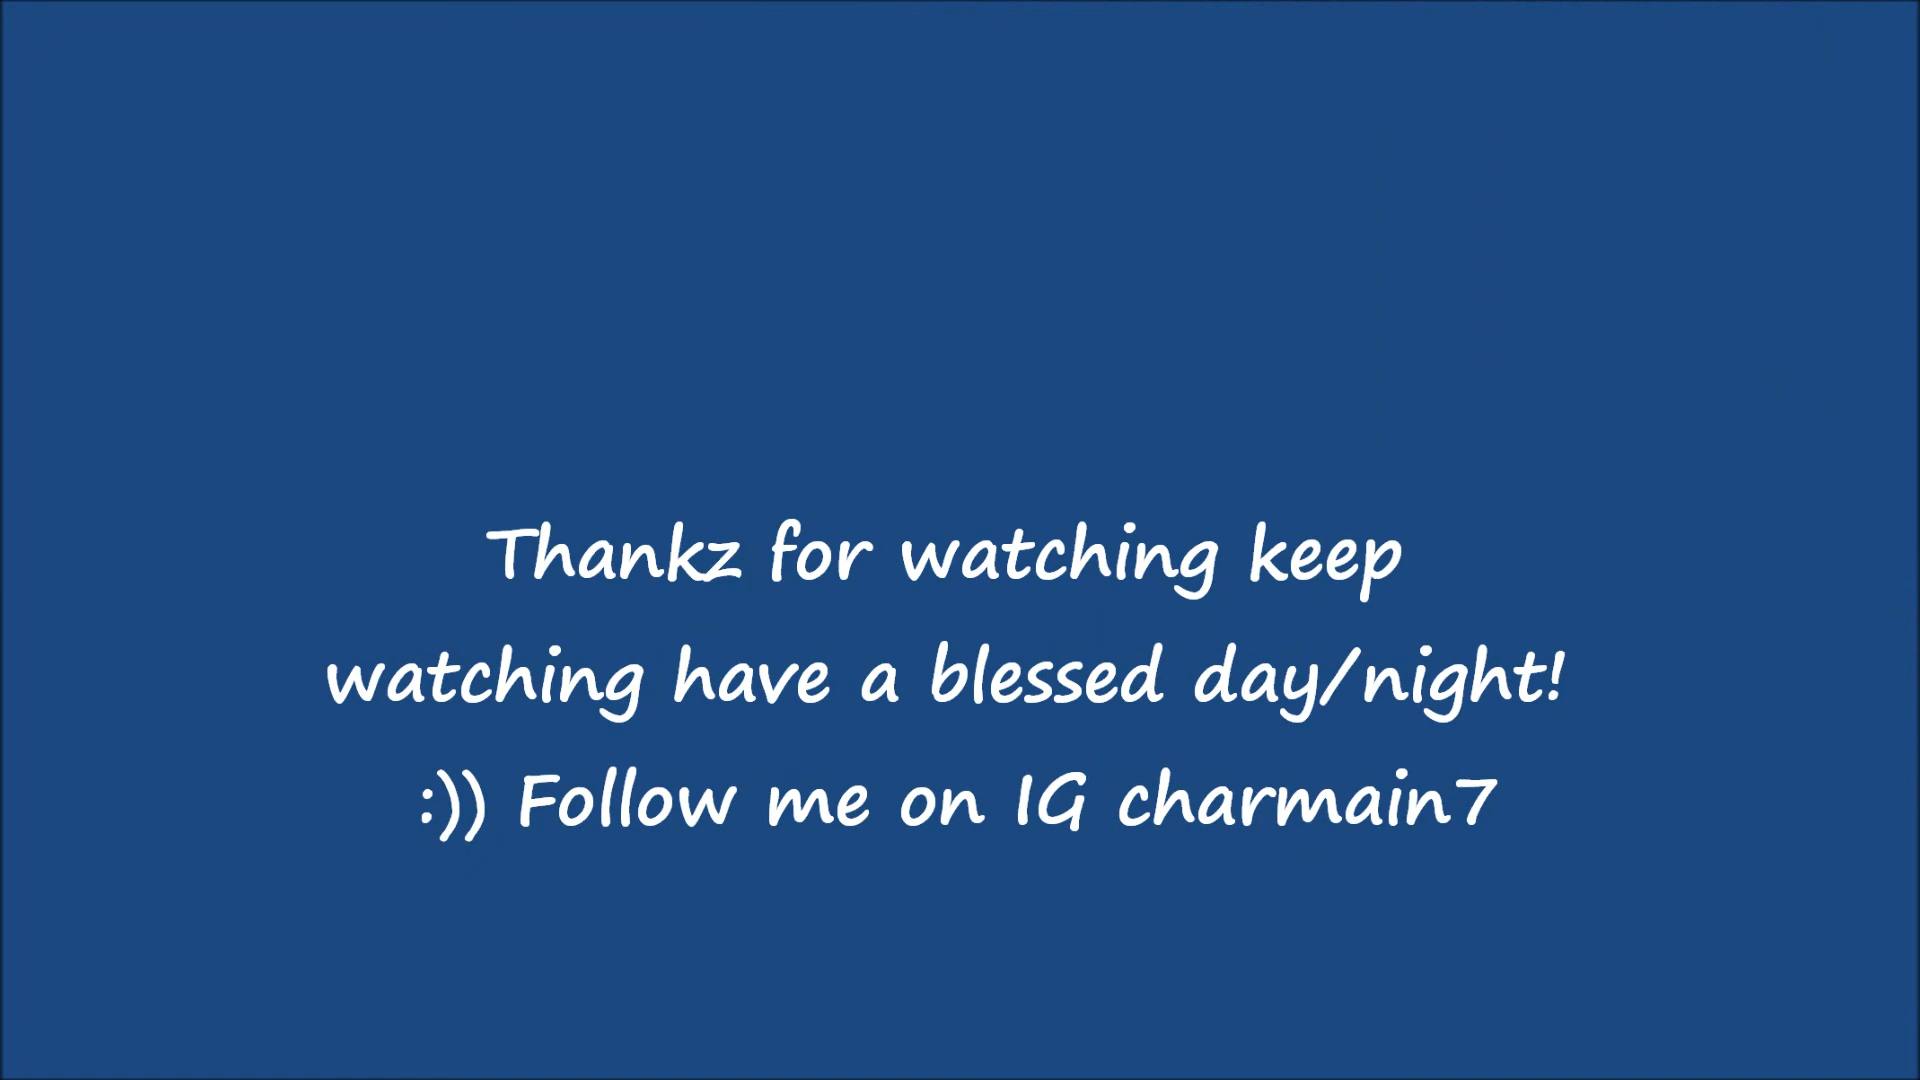 Thankz for watching keep
watching have a blessed day/night!
:)) Follow me on IG charmain7